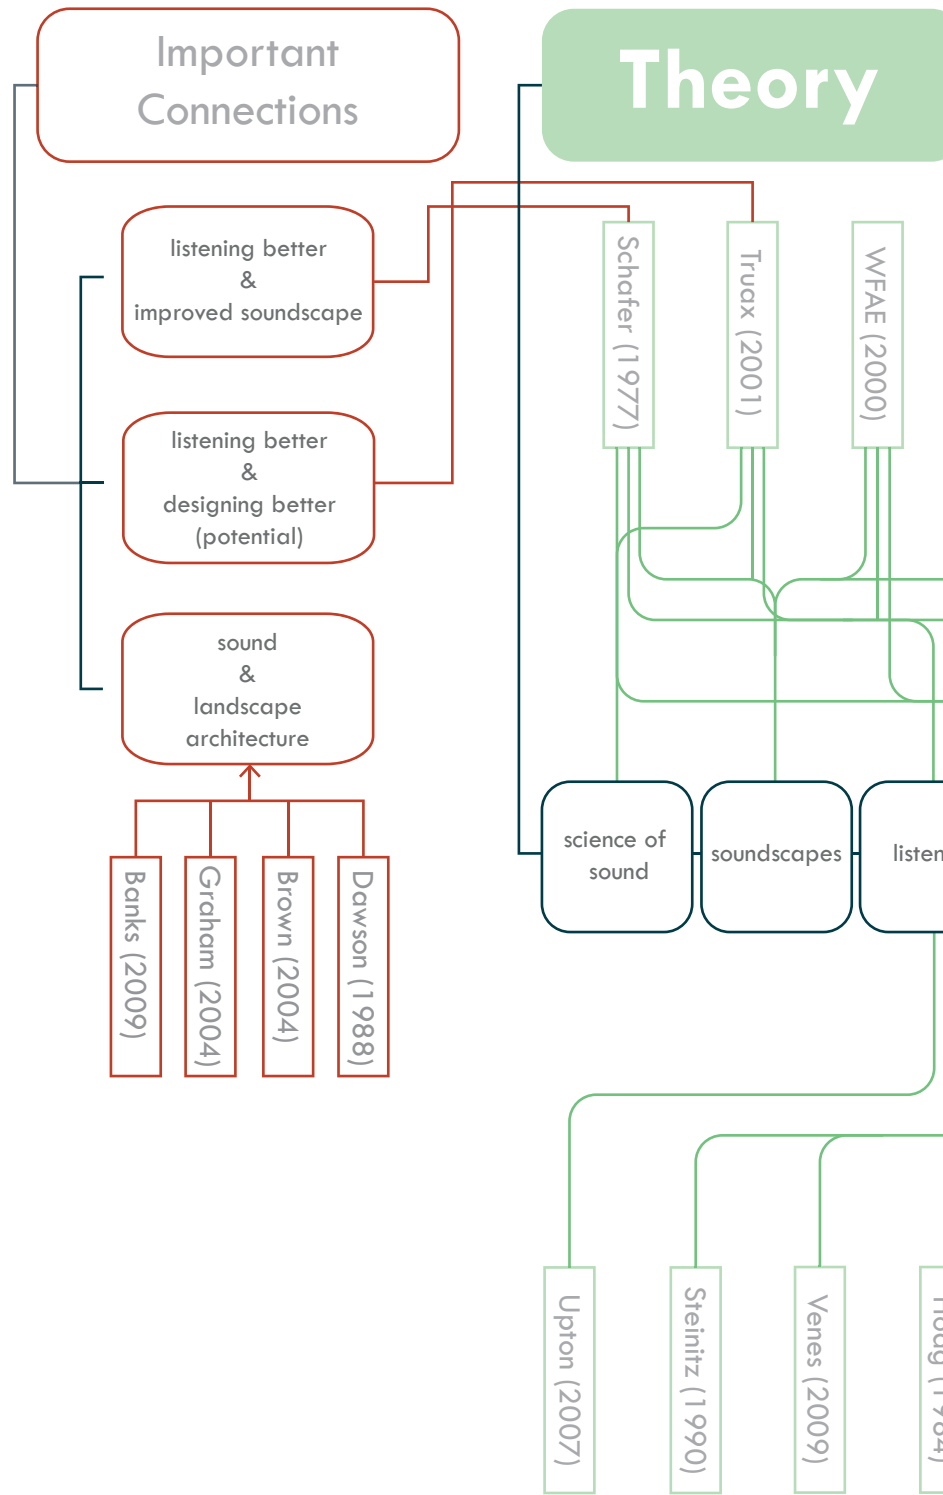 Important
Connections
Theory
listening better
&
improved soundscape
listening better
&
designing better
(potential)
sound
&
landscape
architecture
Banks (2009)
Graham (2004)
Brown (2004)
Dawson (1988)
Schafer (1977)
Truax (2001)
WFAE (2000)
science of
sound
soundscapes
listen
Upton (2007)
Steinitz (1990)
Venes (2009)